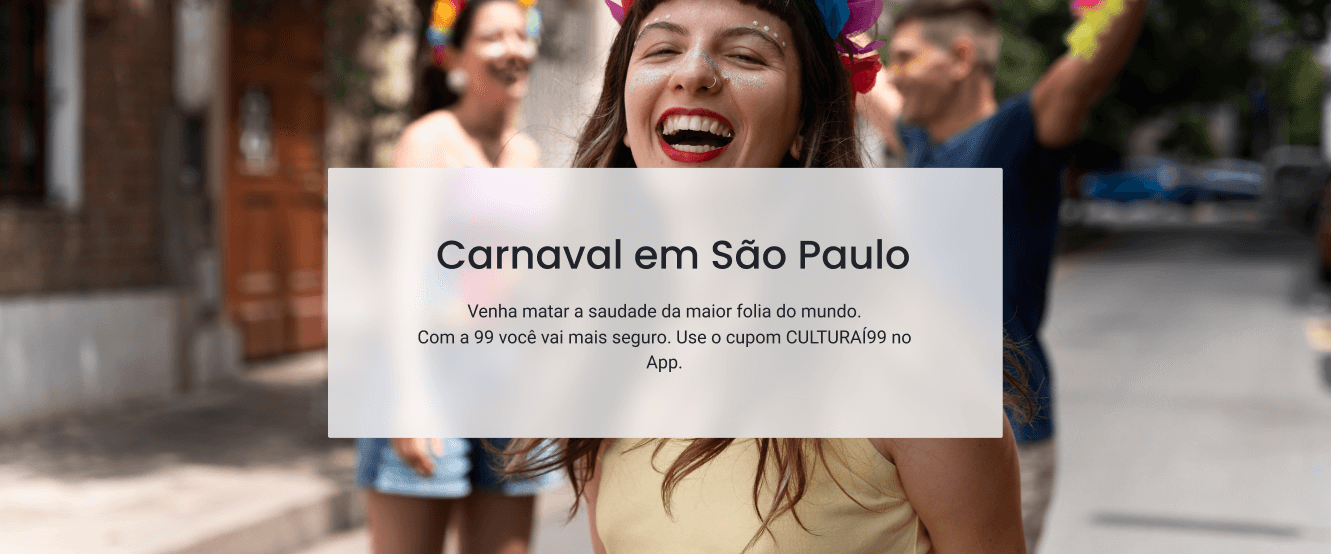 Carnaval em São Paulo
Venha matar a saudade da maior folia do mundo.
Com a 99 você vai mais seguro. Use o cupom CULTURAÍ99 no
App.